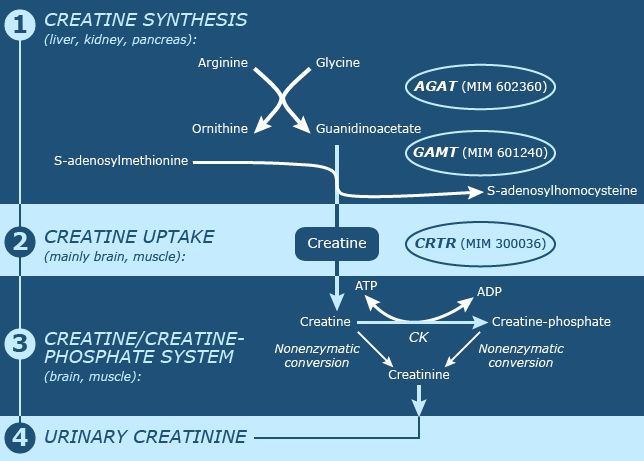 1 CREATINE SYNTHESIS
(liver, kidney, pancreas):
Arginine Glycine
AGAT (MIM 602360)
Ornithine Guanidinoacetate
GAMT (MIM 601240)
S-adenosylmethionine
S-adenosylhomocysteine
2 CREATINE UPTAKE
(mainly brain, muscle):
Creatine
CRTR (MIM 300036)
ATP ADP
3 CREATINE/CREATINE-
PHOSPHATE SYSTEM
(brain, muscle):
Creatine Creatine-phosphate
CK
Nonenzymatic
conversion
Nonenzymatic
conversion
Creatinine
4 URINARY CREATININE